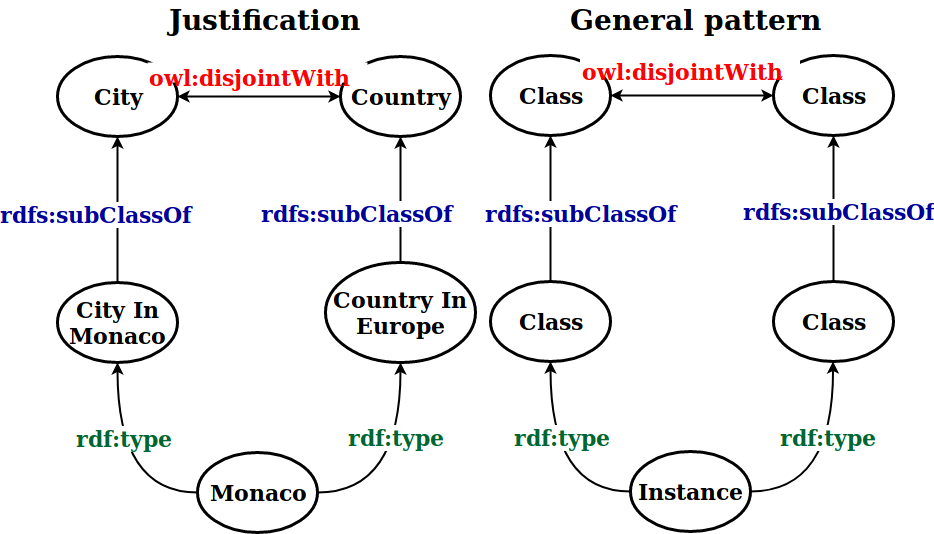 Justification
General pattern
owl:disjointWith
owl:disjointWith
City
Country
Class
Class
rdfs:subClassOf
rdfs:subClassOf
rdfs:subClassOf
rdfs:subClassOf
City In
Monaco
Country In
Europe
Class
Class
rdf:type
rdf:type
rdf:type
rdf:type
Monaco
Instance